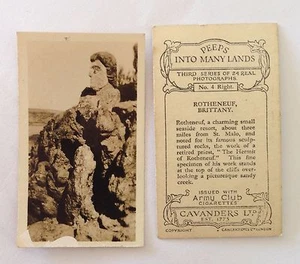 PEEPS
INTO MANY LANDS
THIRD SERIES OF 24 REAL
PHOTOGRAPHS.
No. 4 Right.
ROTHENEUF,
BRITTANY.
Rotheneuf, a charming small
seaside resort, about three
miles from St. Malo, and
noted for its famous sculp-
tured rocks, the work of a
retired priest, "The Hermit
of Rotheneuf." This fine
specimen of his work stands
at the top of the cliffs over-
looking a picturesque sandy
creek.
ISSUED WITH
Army Club
CIGARETTES
CAVANDERS LTD
EST. 1775
COPYRIGHT